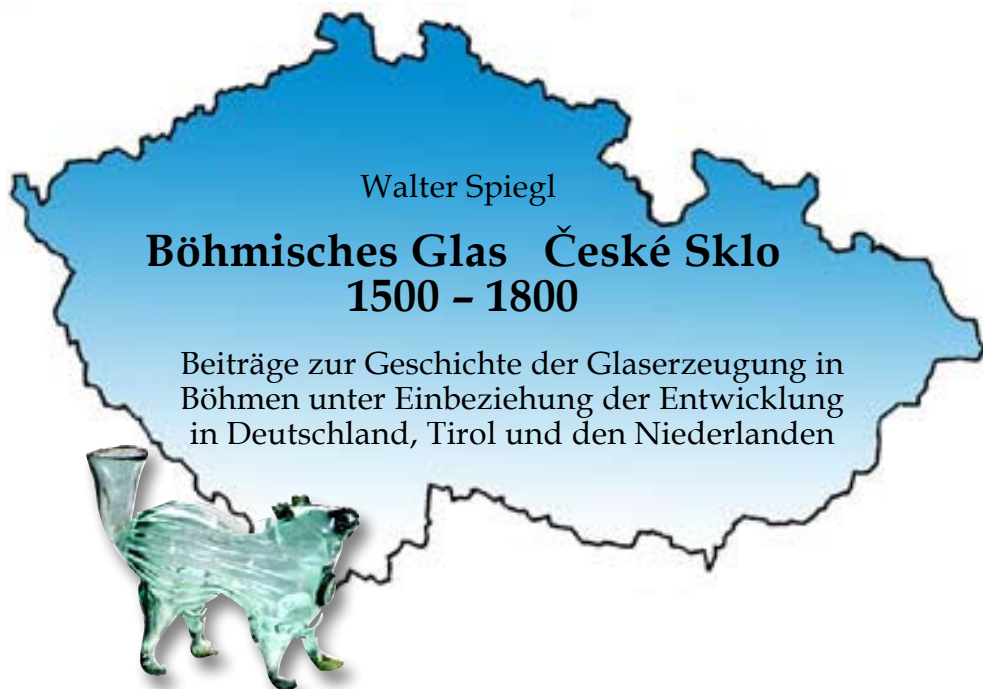 Walter Spiegl
Böhmisches Glas České Sklo
1500 – 1800
Beiträge zur Geschichte der Glaserzeugung in
Böhmen unter Einbeziehung der Entwicklung
in Deutschland, Tirol und den Niederlanden